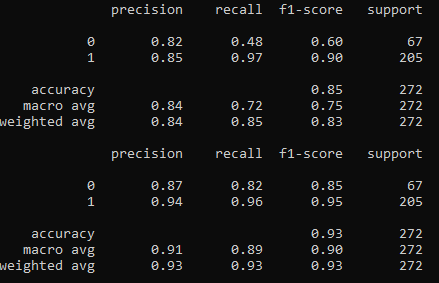 precision recall f1-score support
0 0.82 0.48 0.60 67
1 0.85 0.97 0.90 205
accuracy 0.85 272
macro avg 0.84 0.72 0.75 272
weighted avg 0.84 0.85 0.83 272
precision recall f1-score support
0 0.87 0.82 0.85 67
1 0.94 0.96 0.95 205
accuracy 0.93 272
macro avg 0.91 0.89 0.90 272
weighted avg 0.93 0.93 0.93 272